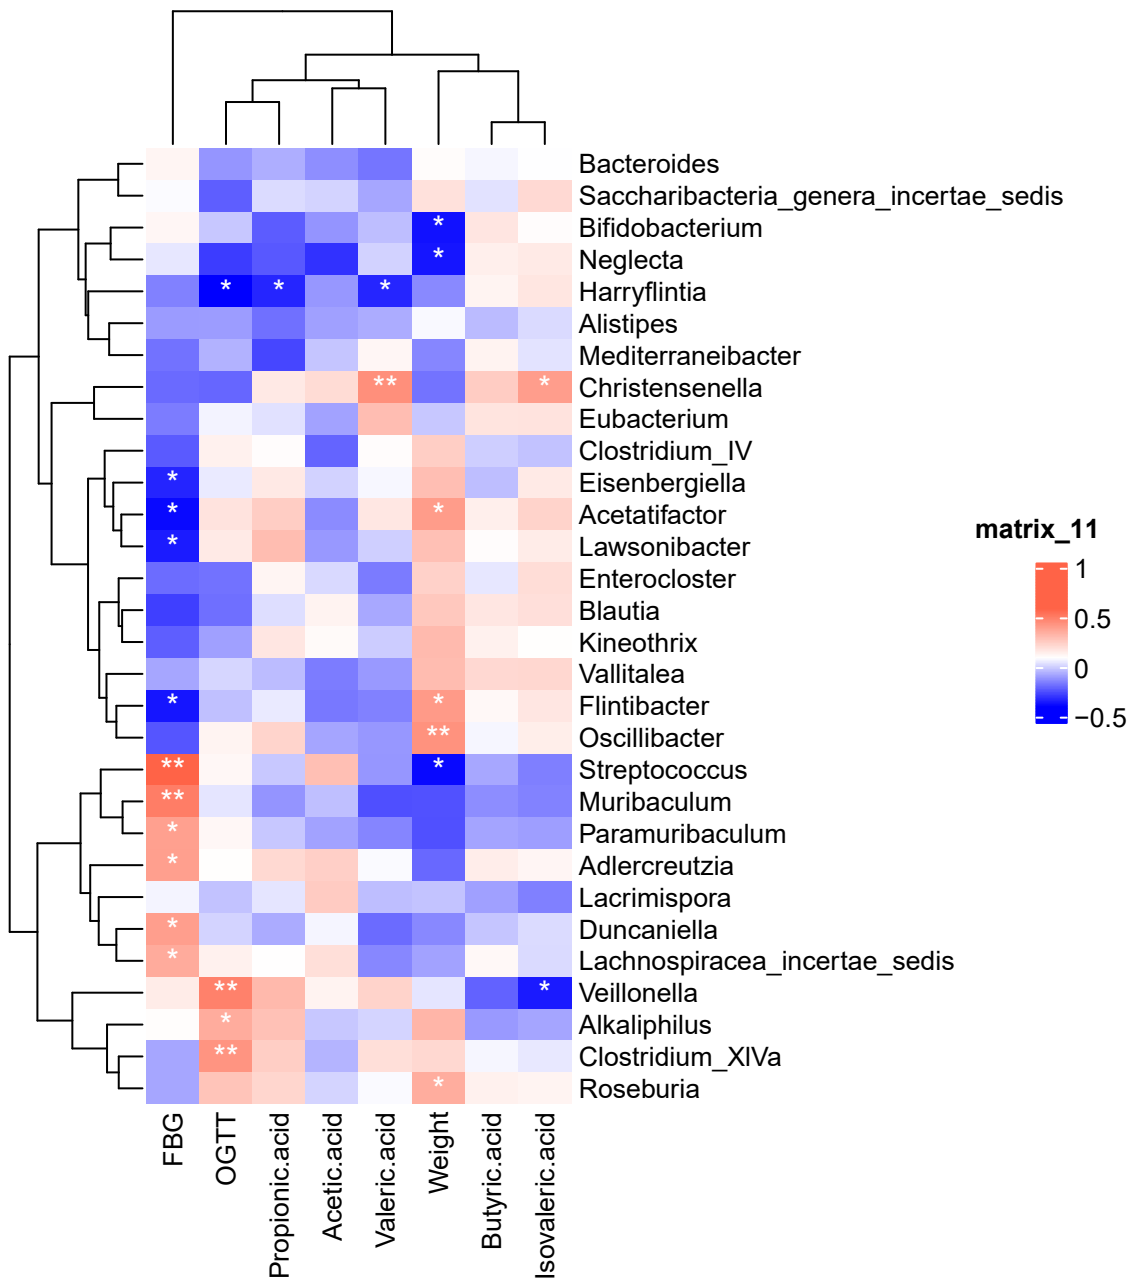 Bacteroides
Saccharibacteria_genera_incertae_sedis
* Bifidobacterium
* Neglecta
* * * Harryflintia
Alistipes
Mediterraneibacter
** * Christensenella
Eubacterium
Clostridium_IV
* Eisenbergiella
* * Acetatifactor
* Lawsonibacter
Enterocloster
Blautia
Kineothrix
Vallitalea
* * Flintibacter
** Oscillibacter
** * Streptococcus
** Muribaculum
* Paramuribaculum
* Adlercreutzia
Lacrimispora
* Duncaniella
* Lachnospiracea_incertae_sedis
** * Veillonella
* Alkaliphilus
** Clostridium_XlVa
* Roseburia
FBG
OGTT
Propionic.acid
Acetic.acid
Valeric.acid
Weight
Butyric.acid
Isovaleric.acid
matrix_11
1
0.5
0
−0.5